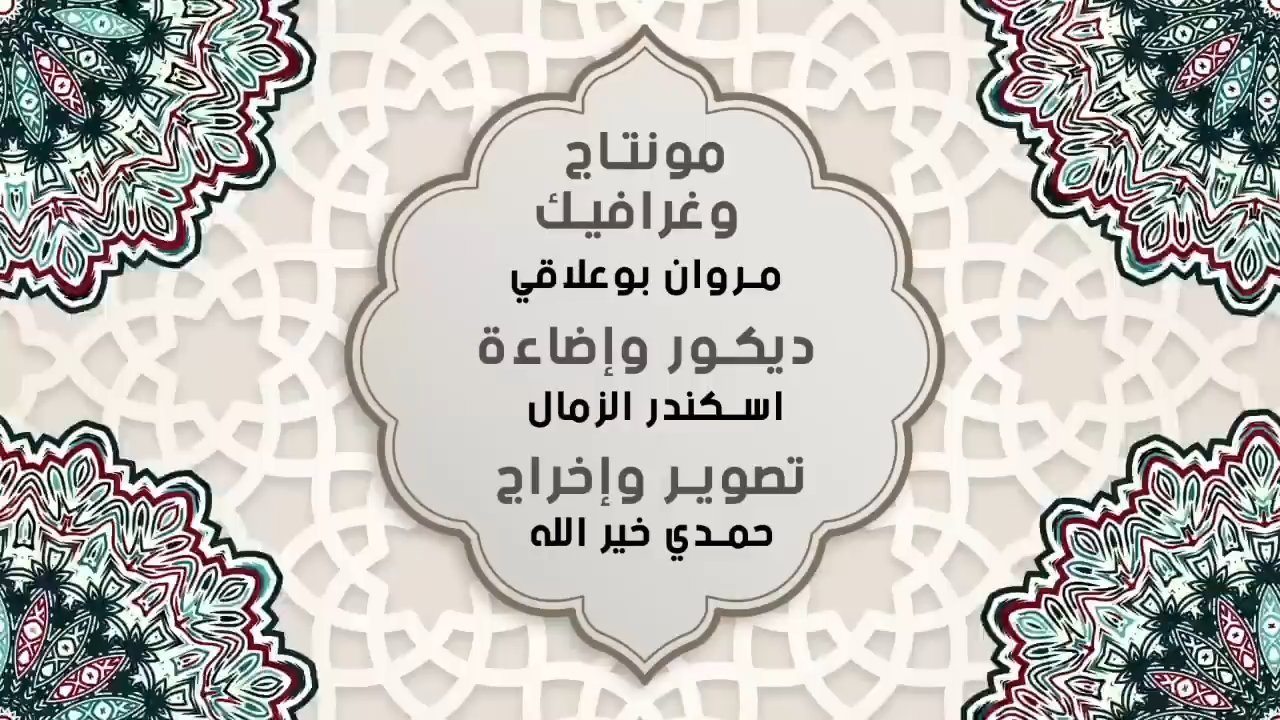 مونتاج
وغرافيك
مروان بوعلاقي
ديكور وإضاءة
اسكندر الزمال
تصوير وإخراج
حمدي خير الله